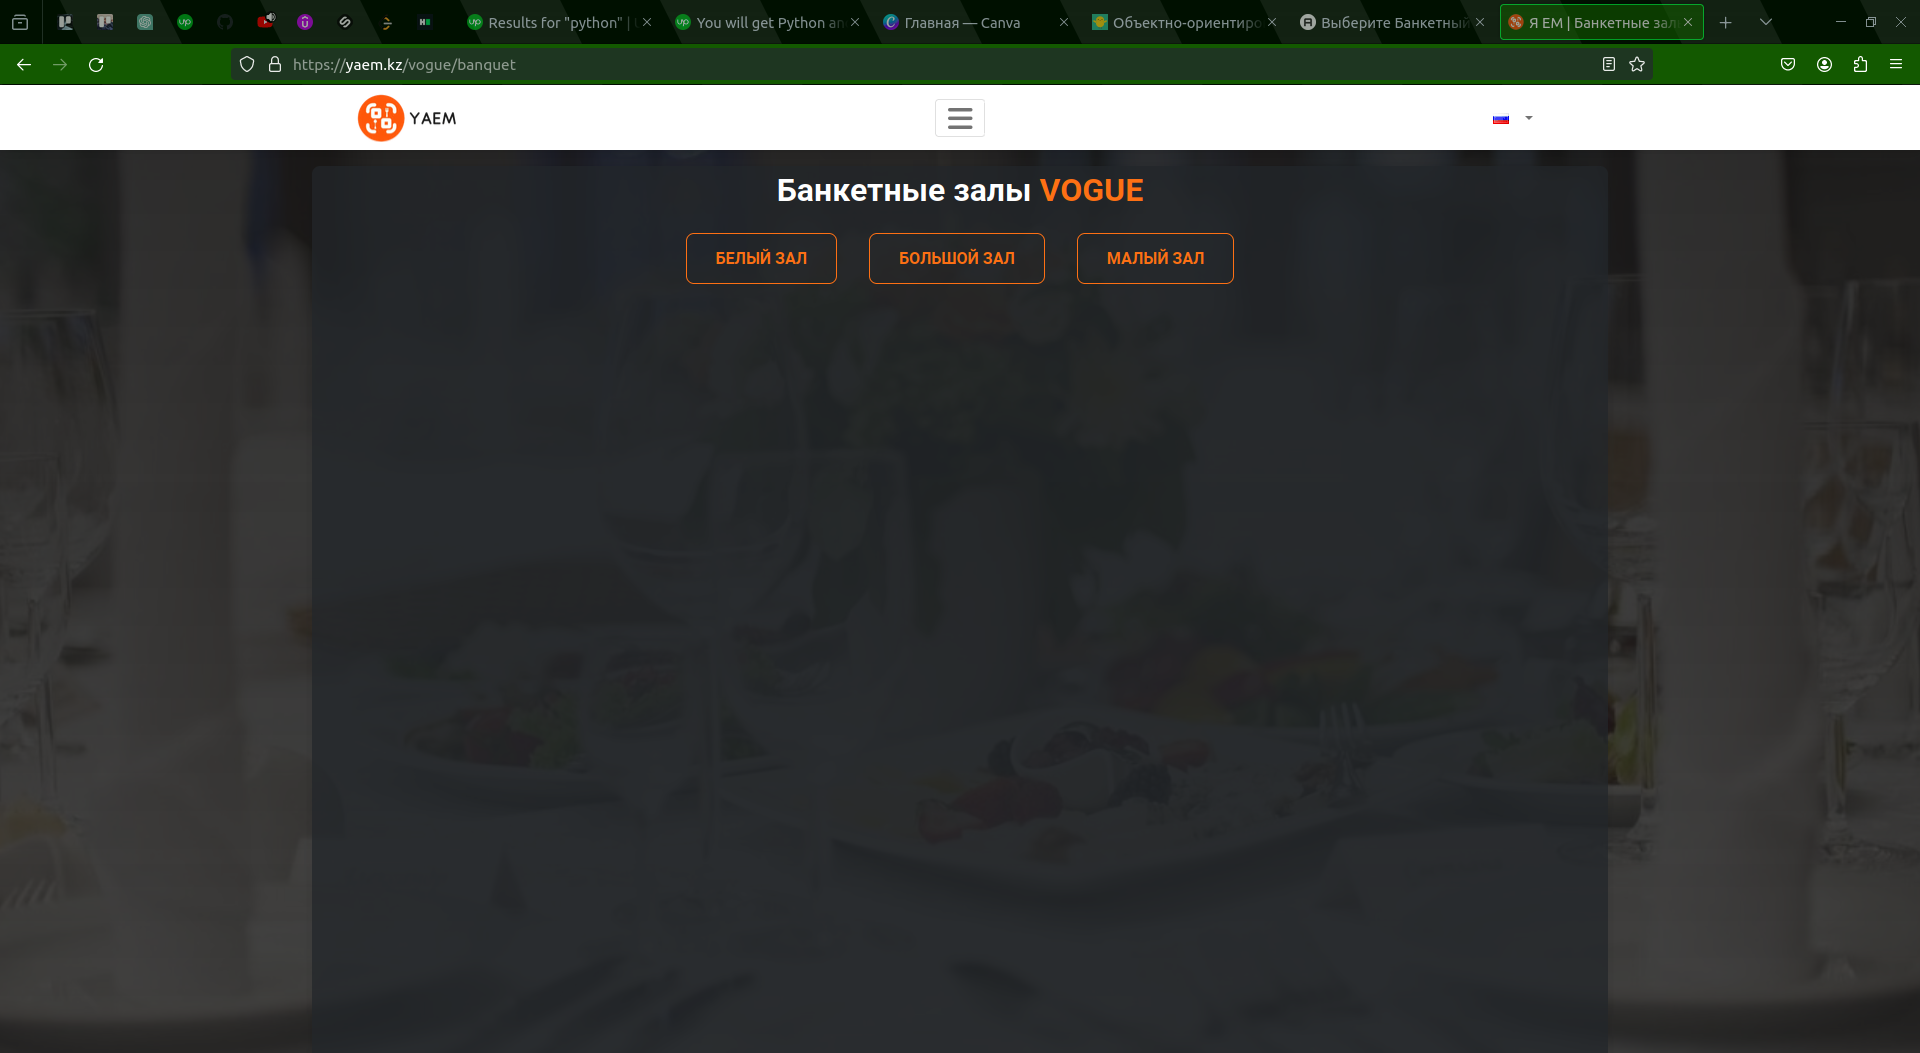 Results for "python" | U
You will get Python an
Главная — Canva
Объектно-ориентиро
Выберите Банкетный
Я ЕМ | Банкетные зал
https://yaem.kz/vogue/banquet
YAEM
Банкетные залы VOGUE
БЕЛЫЙ ЗАЛ
БОЛЬШОЙ ЗАЛ
МАЛЫЙ ЗАЛ